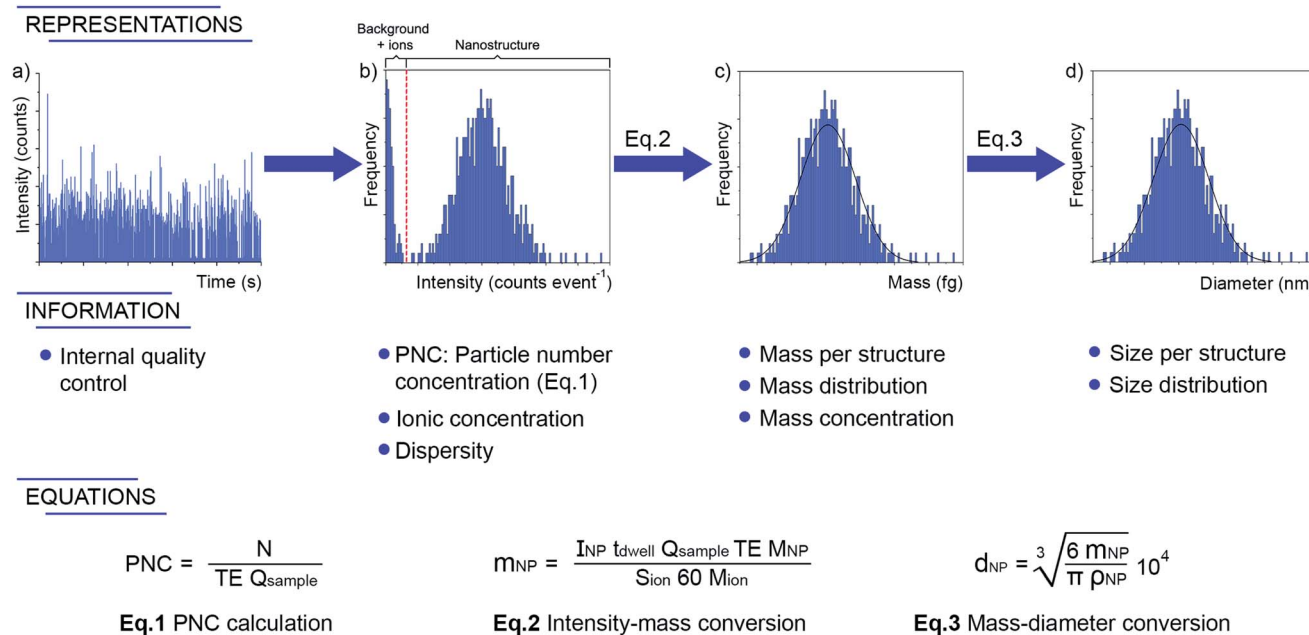 REPRESENTATIONS
Background
+ ions
Nanostructure
a)
Intensity (counts)
Time (s)
b)
Frequency
Intensity (counts event⁻¹)
Eq.2
c)
Frequency
Mass (fg)
Eq.3
d)
Frequency
Diameter (nm
INFORMATION
• Internal quality
control
• PNC: Particle number
concentration (Eq.1)
• Ionic concentration
• Dispersity
• Mass per structure
• Mass distribution
• Mass concentration
• Size per structure
• Size distribution
EQUATIONS
PNC = N / TE Qsample
Eq.1 PNC calculation
mNP = INP tdwell Qsample TE MNP / Sion 60 Mion
Eq.2 Intensity-mass conversion
dNP = ∛(6 mNP / π ρNP) 10⁴
Eq.3 Mass-diameter conversion